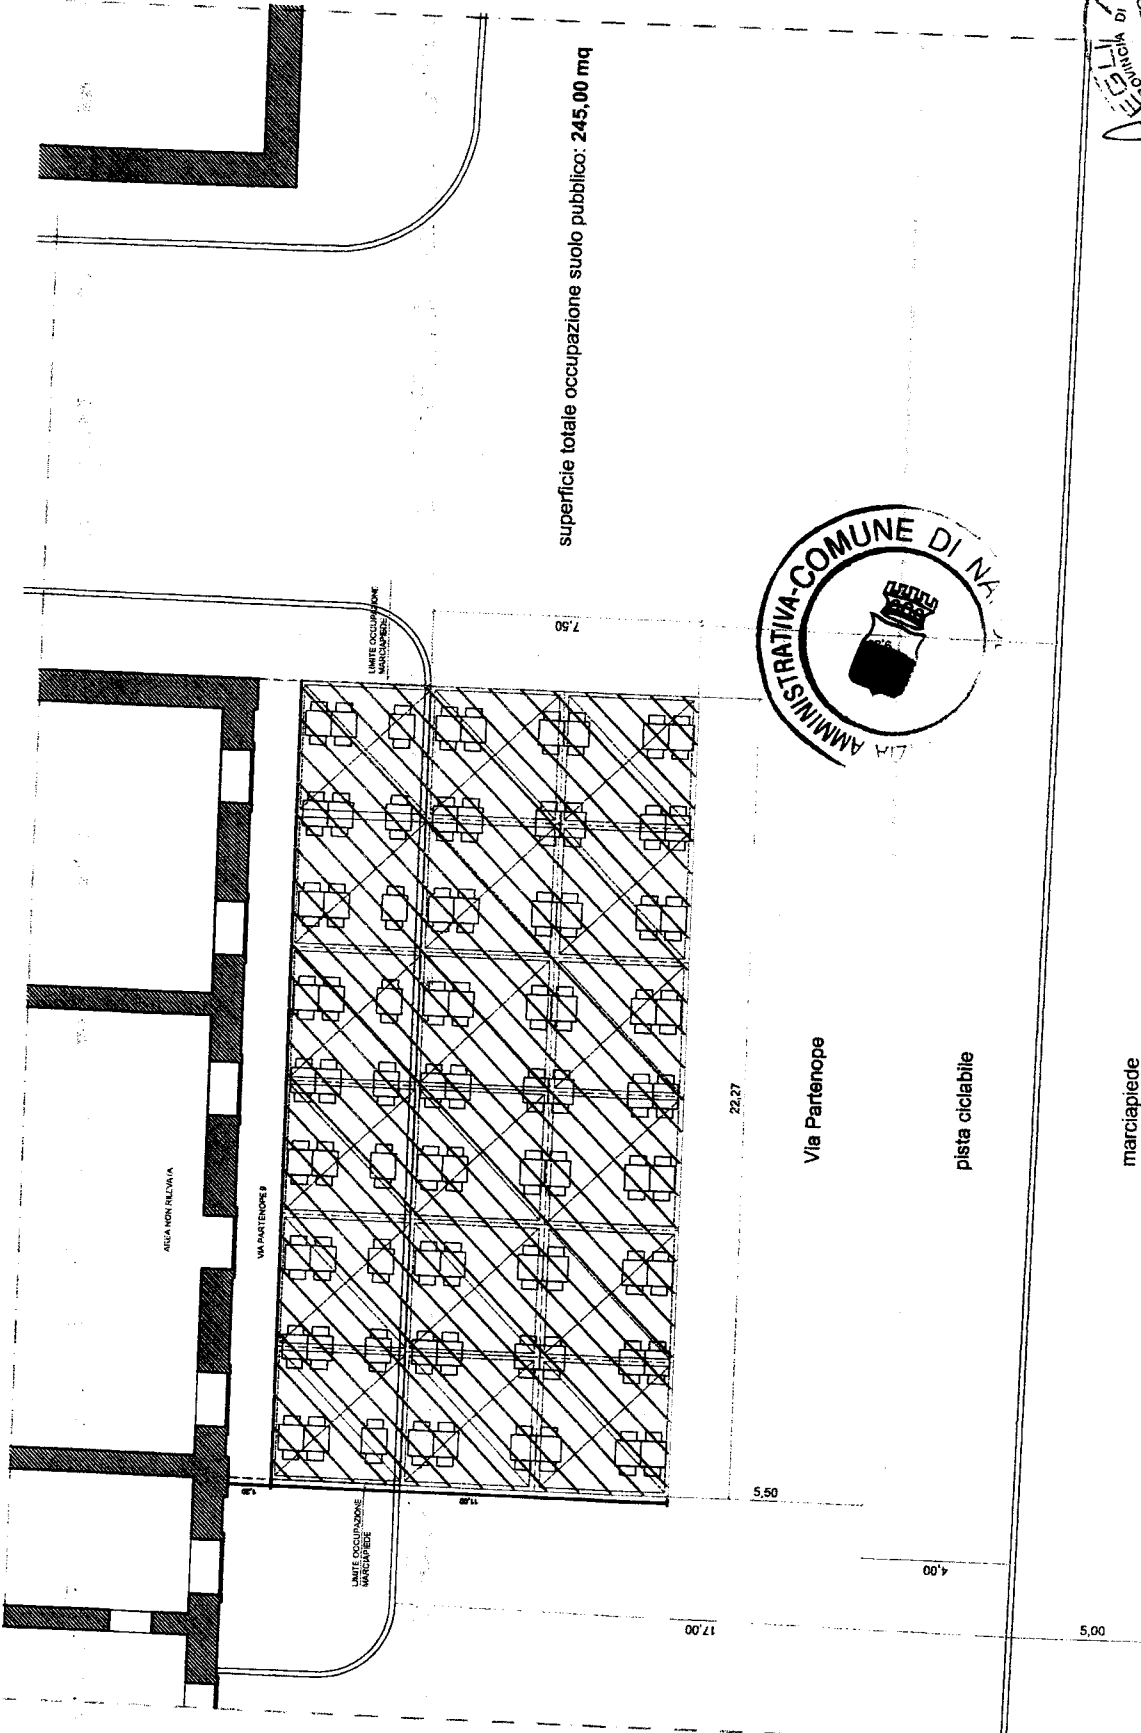 superficie totale occupazione suolo pubblico: 245,00 mq
LIMITE OCCUPAZIONE
MARCIAPIEDE
7,50
AMMINISTRATIVA-COMUNE DI NA
AREA NON RILEVATA
VIA PARTENOPE 9
22,27
Via Partenope
pista ciclabile
marciapiede
LIMITE OCCUPAZIONE
MARCIAPIEDE
11,00
5,50
4,00
17,00
5,00